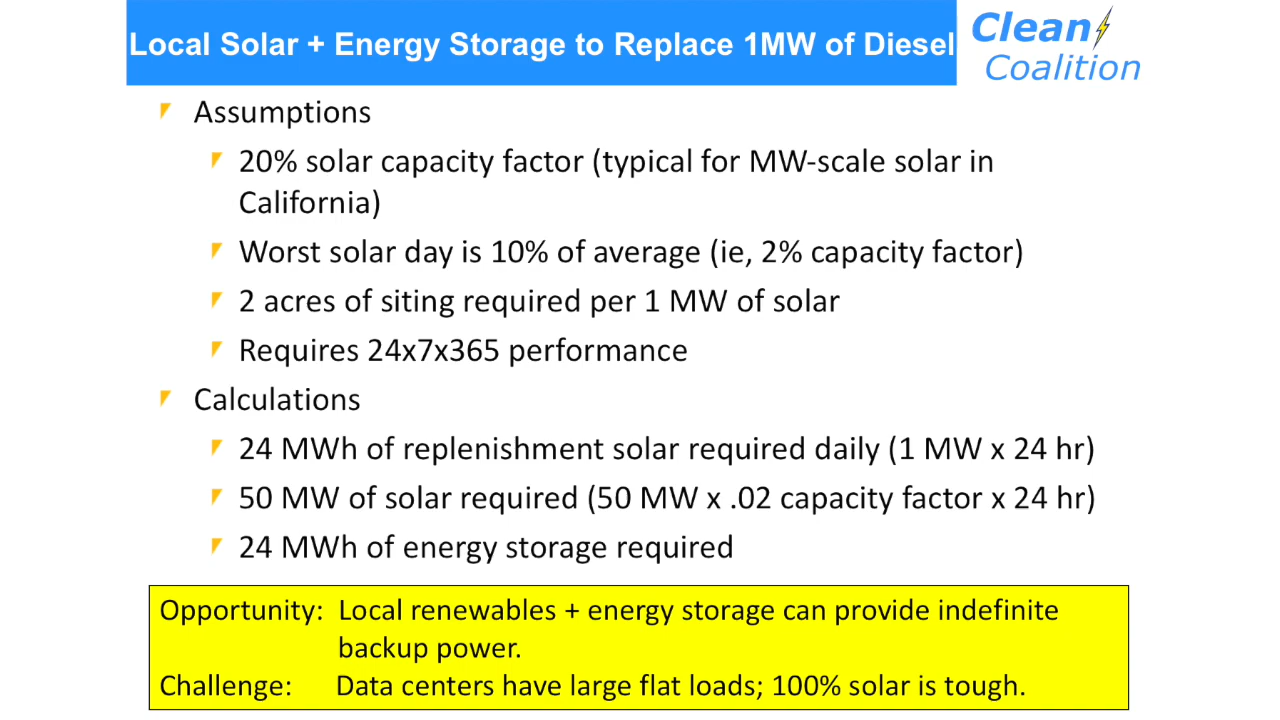 Local Solar + Energy Storage to Replace 1MW of Diesel
Clean
Coalition
Assumptions
20% solar capacity factor (typical for MW-scale solar in
California)
Worst solar day is 10% of average (ie, 2% capacity factor)
2 acres of siting required per 1 MW of solar
Requires 24x7x365 performance
Calculations
24 MWh of replenishment solar required daily (1 MW x 24 hr)
50 MW of solar required (50 MW x .02 capacity factor x 24 hr)
24 MWh of energy storage required
Opportunity: Local renewables + energy storage can provide indefinite
backup power.
Challenge: Data centers have large flat loads; 100% solar is tough.